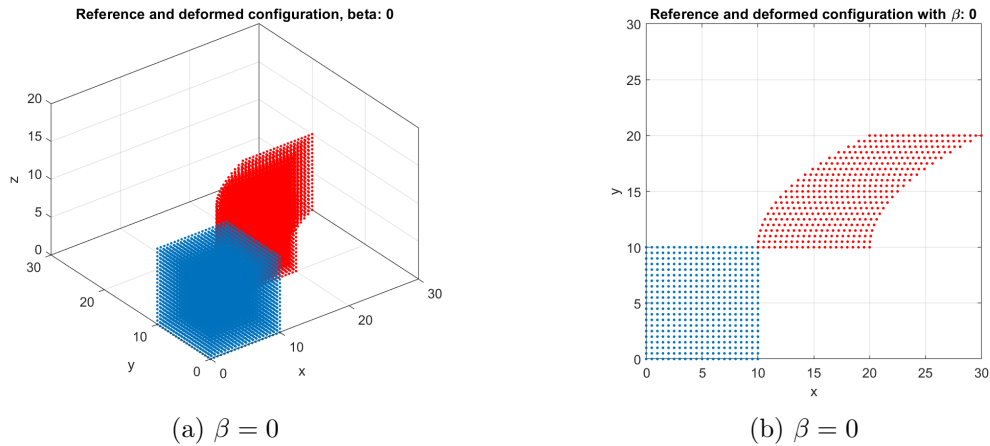 Reference and deformed configuration, beta: 0
20
15
10
5
0
z
30
20
10
0
y
0
10
20
30
x
(a) β = 0
Reference and deformed configuration with β: 0
30
25
20
15
10
5
0
y
0 5 10 15 20 25 30
x
(b) β = 0